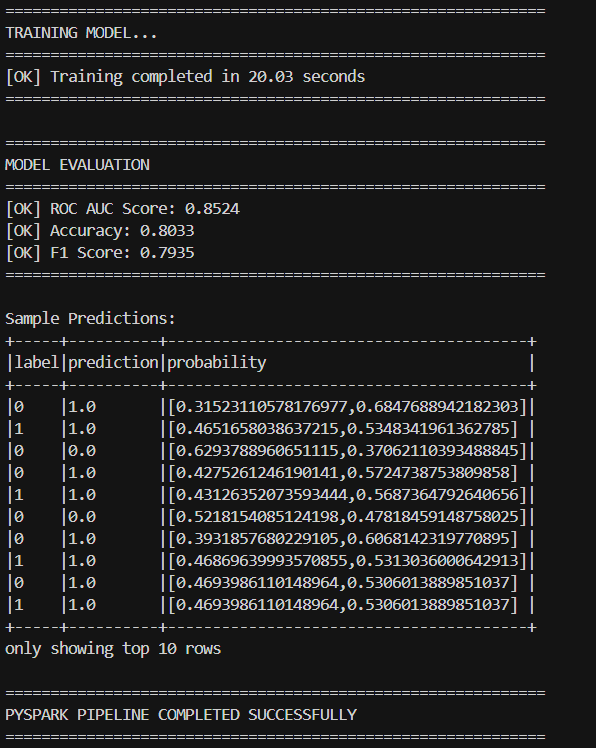 ============================================================
TRAINING MODEL...
============================================================
[OK] Training completed in 20.03 seconds
============================================================
============================================================
MODEL EVALUATION
============================================================
[OK] ROC AUC Score: 0.8524
[OK] Accuracy: 0.8033
[OK] F1 Score: 0.7935
============================================================
Sample Predictions:
+-----+----------+----------------------------------------+
|label|prediction|probability                             |
+-----+----------+----------------------------------------+
|0    |1.0       |[0.31523110578176977,0.6847688942182303]|
|1    |1.0       |[0.4651658038637215,0.5348341961362785] |
|0    |0.0       |[0.6293788960651115,0.37062110393488845]|
|0    |1.0       |[0.4275261246190141,0.5724738753809858] |
|1    |1.0       |[0.43126352073593444,0.5687364792640656]|
|0    |0.0       |[0.5218154085124198,0.47818459148758025]|
|0    |1.0       |[0.3931857680229105,0.6068142319770895] |
|1    |1.0       |[0.46869639993570855,0.5313036000642913]|
|0    |1.0       |[0.4693986110148964,0.5306013889851037] |
|1    |1.0       |[0.4693986110148964,0.5306013889851037] |
+-----+----------+----------------------------------------+
only showing top 10 rows
============================================================
PYSPARK PIPELINE COMPLETED SUCCESSFULLY
============================================================